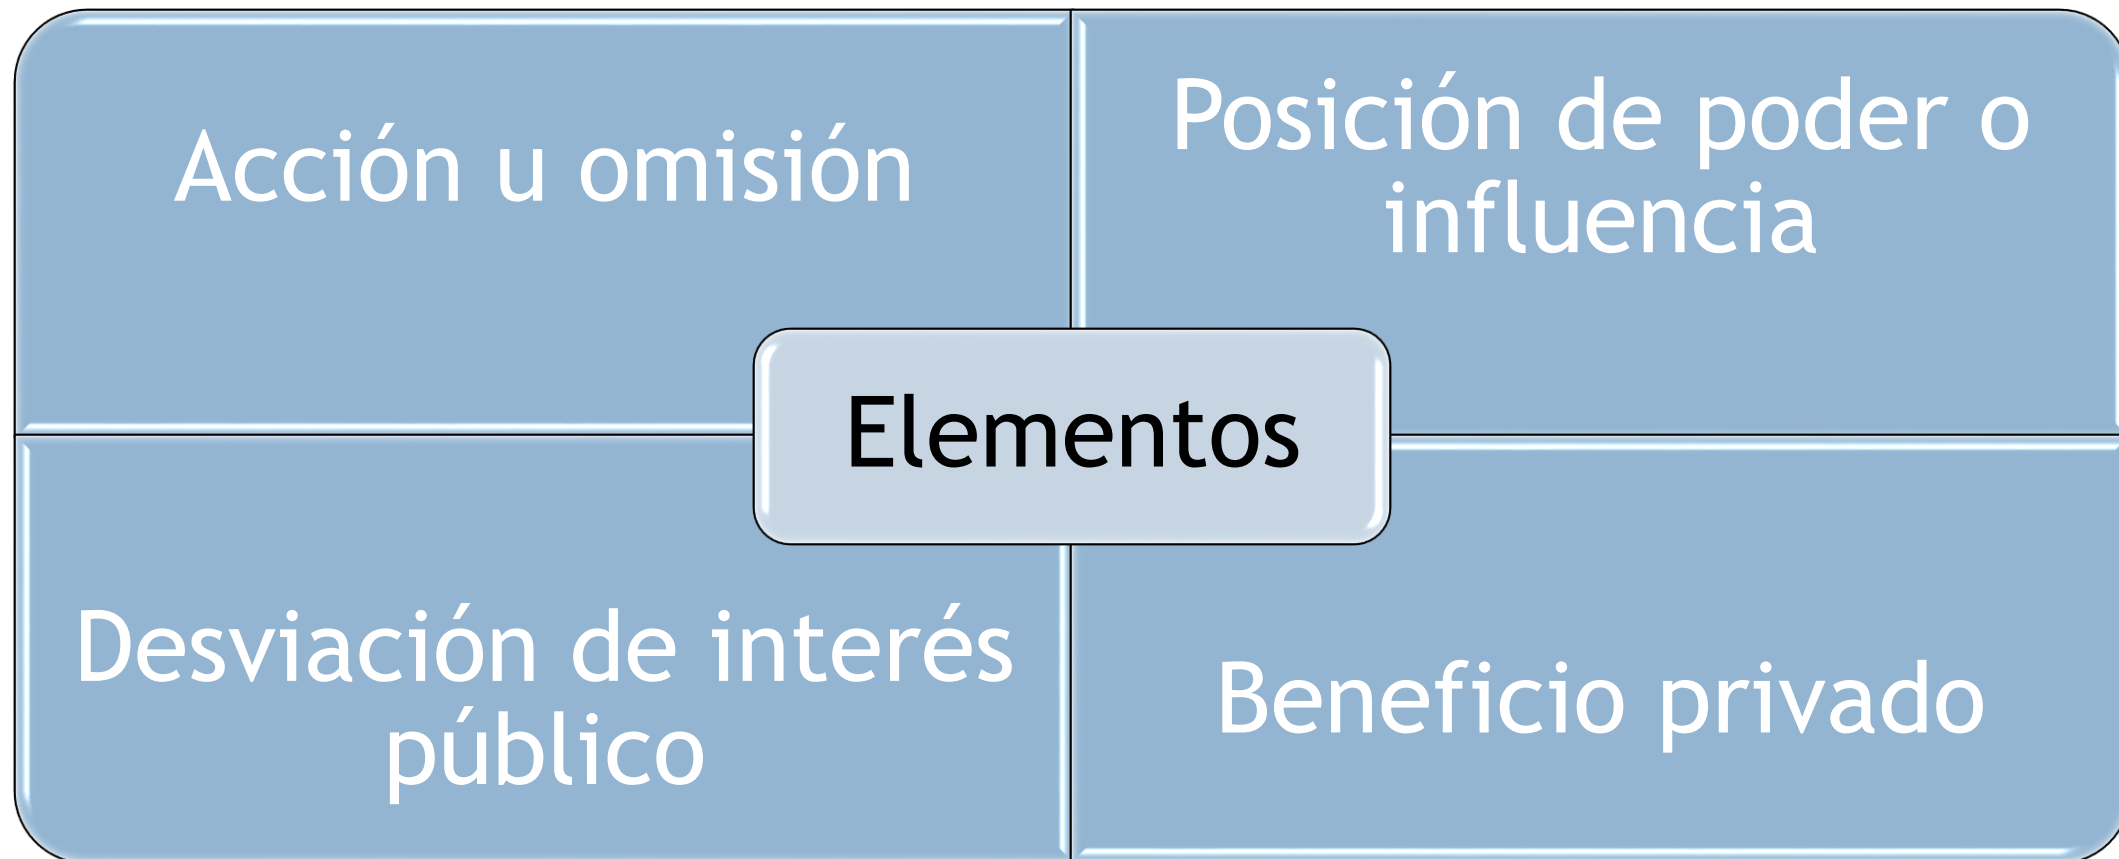 Acción u omisión
Posición de poder o
influencia
Elementos
Desviación de interés
público
Beneficio privado